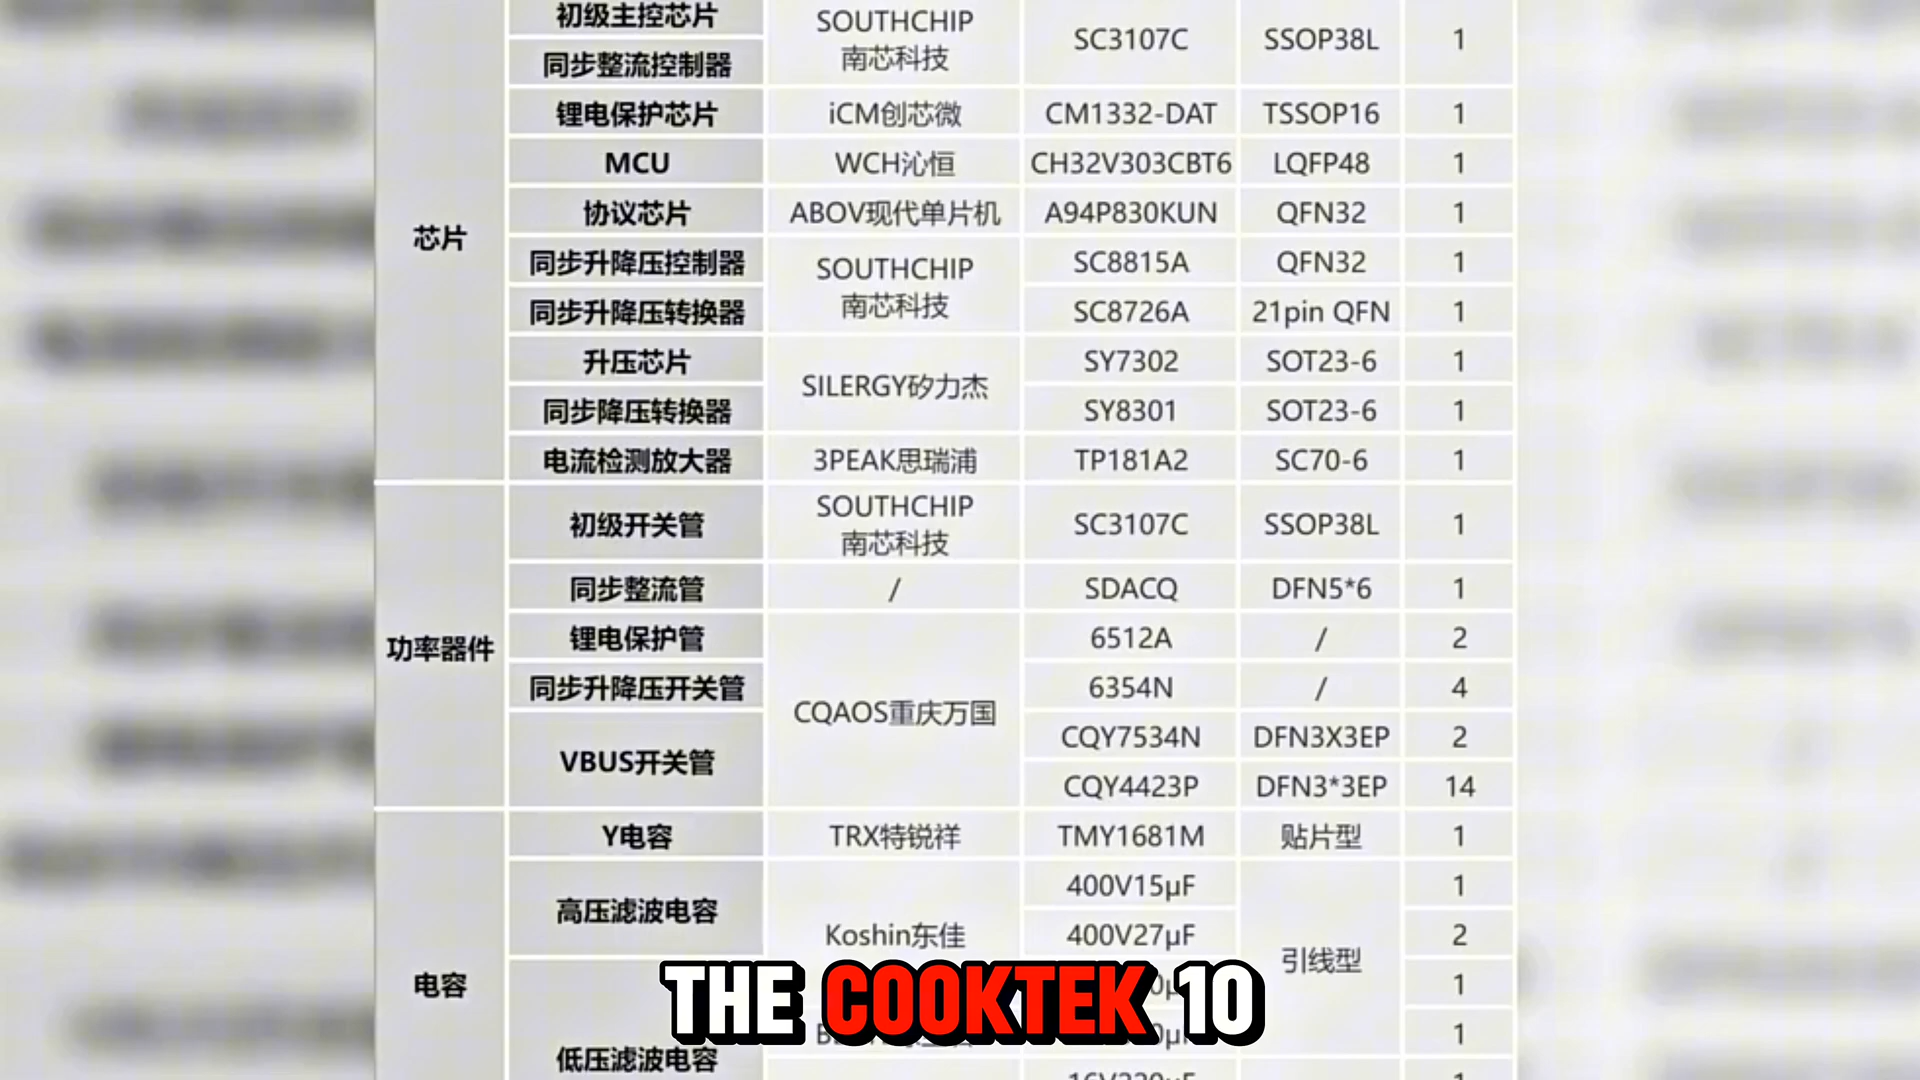 初级主控芯片
SOUTHCHIP
南芯科技
SC3107C
SSOP38L
1
同步整流控制器
锂电保护芯片
iCM创芯微
CM1332-DAT
TSSOP16
1
MCU
WCH沁恒
CH32V303CBT6
LQFP48
1
芯片
协议芯片
ABOV现代单片机
A94P830KUN
QFN32
1
同步升降压控制器
SOUTHCHIP
南芯科技
SC8815A
QFN32
1
同步升降压转换器
SC8726A
21pin QFN
1
升压芯片
SILERGY矽力杰
SY7302
SOT23-6
1
同步降压转换器
SY8301
SOT23-6
1
电流检测放大器
3PEAK思瑞浦
TP181A2
SC70-6
1
功率器件
初级开关管
SOUTHCHIP
南芯科技
SC3107C
SSOP38L
1
同步整流管
/
SDACQ
DFN5*6
1
锂电保护管
CQAOS重庆万国
6512A
/
2
同步升降压开关管
6354N
/
4
VBUS开关管
CQY7534N
DFN3X3EP
2
CQY4423P
DFN3*3EP
14
电容
Y电容
TRX特锐祥
TMY1681M
贴片型
1
高压滤波电容
Koshin东佳
400V15μF
引线型
1
400V27μF
2
低压滤波电容
1
1
THE COOKTEK 10